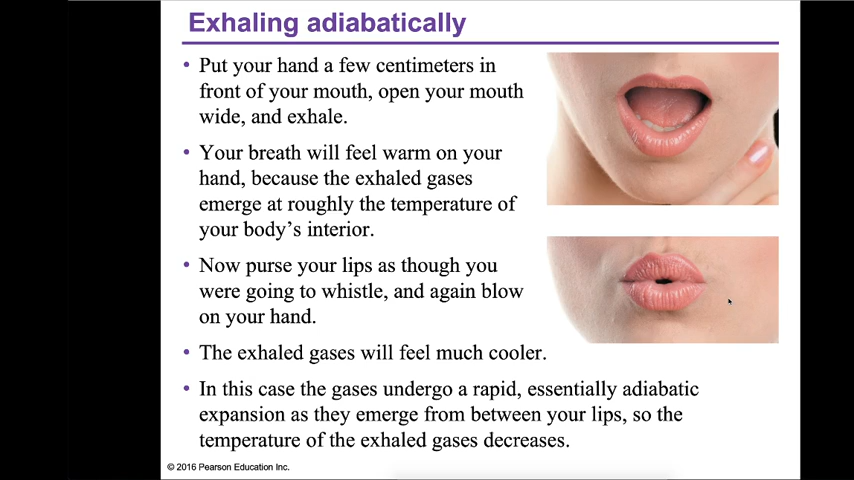 Exhaling adiabatically
• Put your hand a few centimeters in
front of your mouth, open your mouth
wide, and exhale.
• Your breath will feel warm on your
hand, because the exhaled gases
emerge at roughly the temperature of
your body’s interior.
• Now purse your lips as though you
were going to whistle, and again blow
on your hand.
• The exhaled gases will feel much cooler.
• In this case the gases undergo a rapid, essentially adiabatic
expansion as they emerge from between your lips, so the
temperature of the exhaled gases decreases.
© 2016 Pearson Education Inc.